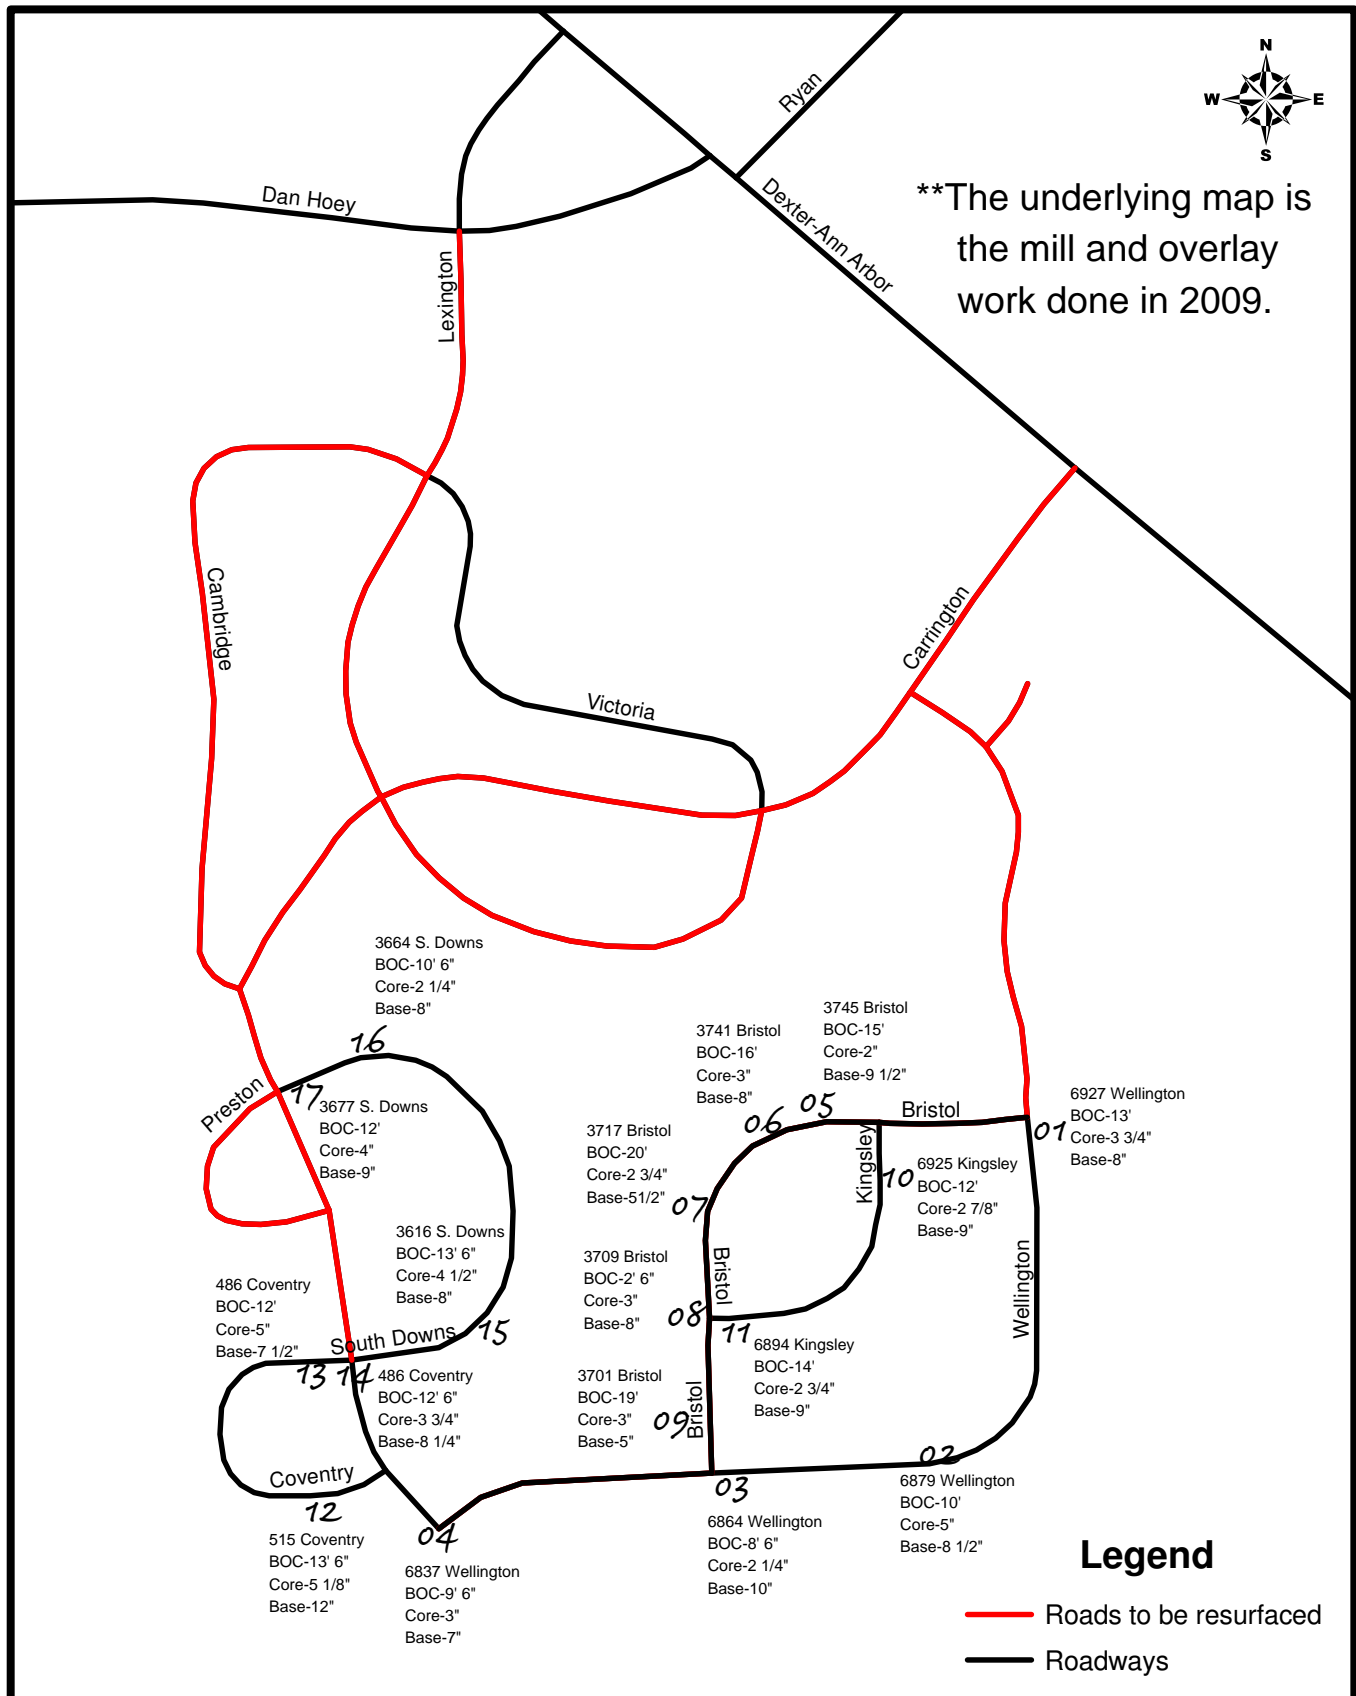 N
W E
S
Ryan
Dan Hoey
Dexter-Ann Arbor
**The underlying map is
the mill and overlay
work done in 2009.
Lexington
Cambridge
Carrington
Victoria
3664 S. Downs
BOC-10' 6"
Core-2 1/4"
Base-8"
16
3745 Bristol
BOC-15'
Core-2"
Base-9 1/2"
05
3741 Bristol
BOC-16'
Core-3"
Base-8"
06
Bristol
6927 Wellington
BOC-13'
Core-3 3/4"
Base-8"
01
Preston
17
3677 S. Downs
BOC-12'
Core-4"
Base-9"
3717 Bristol
BOC-20'
Core-2 3/4"
Base-51/2"
07
Kingsley
10
6925 Kingsley
BOC-12'
Core-2 7/8"
Base-9"
3616 S. Downs
BOC-13' 6"
Core-4 1/2"
Base-8"
15
3709 Bristol
BOC-2' 6"
Core-3"
Base-8"
08
Bristol
Wellington
486 Coventry
BOC-12'
Core-5"
Base-7 1/2"
13
South Downs
14
486 Coventry
BOC-12' 6"
Core-3 3/4"
Base-8 1/4"
11
6894 Kingsley
BOC-14'
Core-2 3/4"
Base-9"
3701 Bristol
BOC-19'
Core-3"
Base-5"
09
Bristol
Coventry
12
515 Coventry
BOC-13' 6"
Core-5 1/8"
Base-12"
04
6837 Wellington
BOC-9' 6"
Core-3"
Base-7"
03
6864 Wellington
BOC-8' 6"
Core-2 1/4"
Base-10"
02
6879 Wellington
BOC-10'
Core-5"
Base-8 1/2"
Legend
Roads to be resurfaced
Roadways